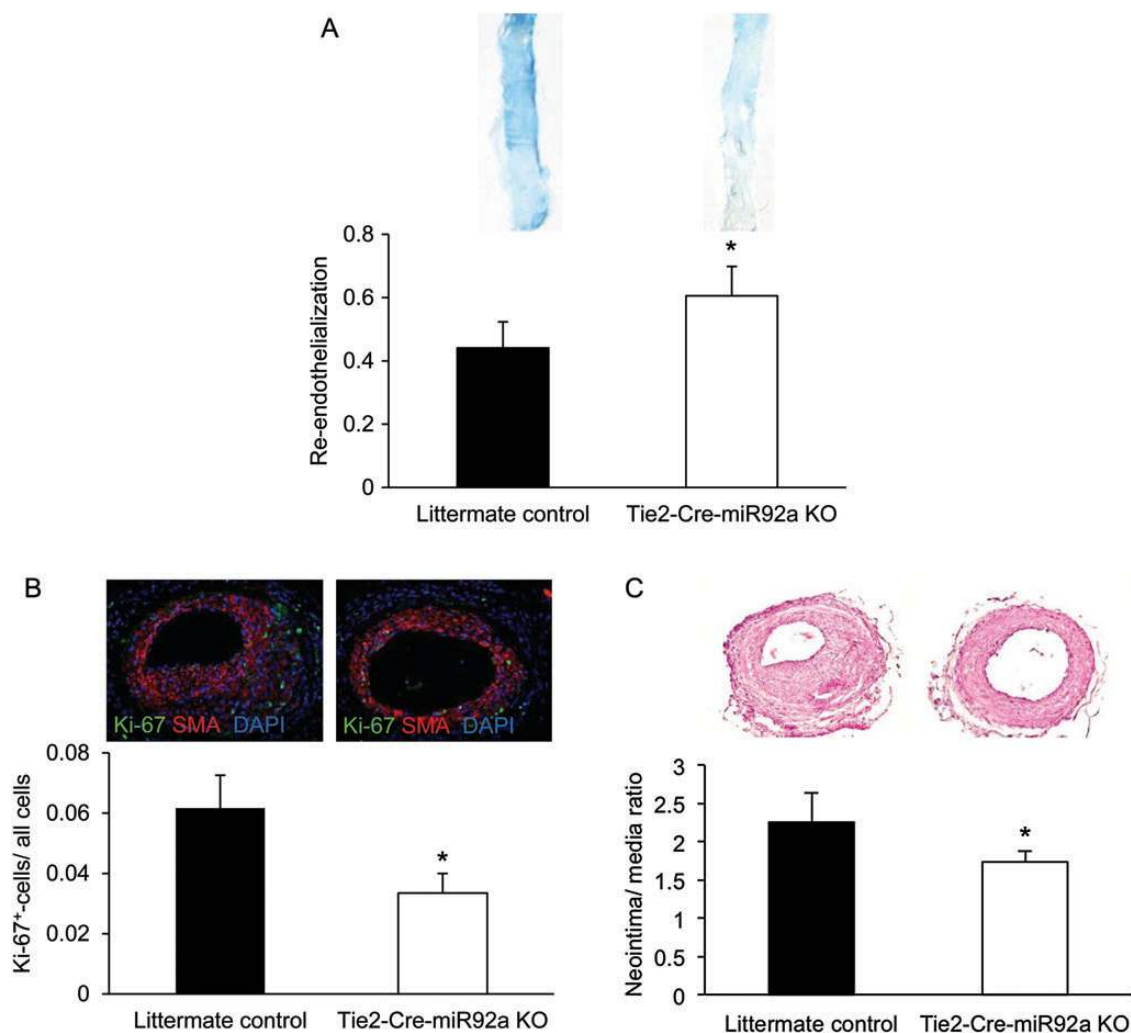 A
Re-endothelialization
0.8
0.6
0.4
0.2
0
*
Littermate control
Tie2-Cre-miR92a KO
B
Ki-67 SMA DAPI
Ki-67 SMA DAPI
Ki-67⁺-cells/ all cells
0.08
0.06
0.04
0.02
0
*
Littermate control
Tie2-Cre-miR92a KO
C
Neointima/ media ratio
3
2.5
2
1.5
1
0.5
0
*
Littermate control
Tie2-Cre-miR92a KO